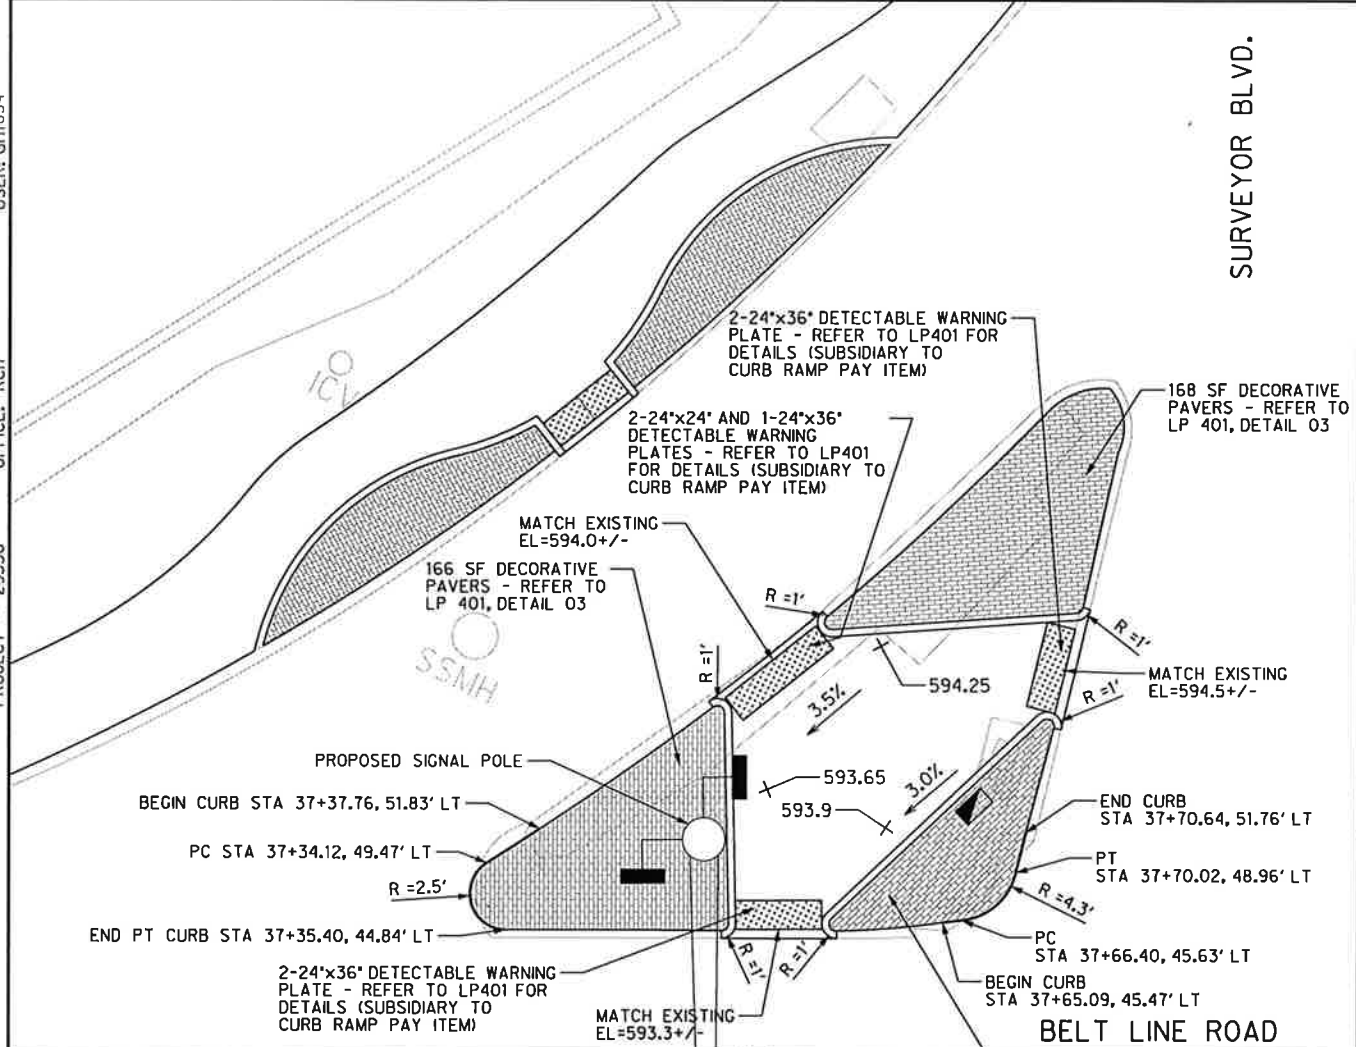 SURVEYOR BLVD.
2-24"x36" DETECTABLE WARNING
PLATE - REFER TO LP401 FOR
DETAILS (SUBSIDIARY TO
CURB RAMP PAY ITEM)
168 SF DECORATIVE
PAVERS - REFER TO
LP 401, DETAIL 03
2-24"x24" AND 1-24"x36"
DETECTABLE WARNING
PLATES - REFER TO LP401
FOR DETAILS (SUBSIDIARY TO
CURB RAMP PAY ITEM)
ICV
MATCH EXISTING
EL=594.0+/-
166 SF DECORATIVE
PAVERS - REFER TO
LP 401, DETAIL 03
SSMH
R =1'
R =1'
R =1'
MATCH EXISTING
EL=594.5+/-
R =1'
594.25
3.5%
PROPOSED SIGNAL POLE
593.65
3.0%
593.9
BEGIN CURB STA 37+37.76, 51.83' LT
END CURB
STA 37+70.64, 51.76' LT
PC STA 37+34.12, 49.47' LT
PT
STA 37+70.02, 48.96' LT
R =2.5'
R =4.3'
END PT CURB STA 37+35.40, 44.84' LT
PC
STA 37+66.40, 45.63' LT
R =1'
R =1'
2-24"x36" DETECTABLE WARNING
PLATE - REFER TO LP401 FOR
DETAILS (SUBSIDIARY TO
CURB RAMP PAY ITEM)
BEGIN CURB
STA 37+65.09, 45.47' LT
MATCH EXISTING
EL=593.3+/-
BELT LINE ROAD